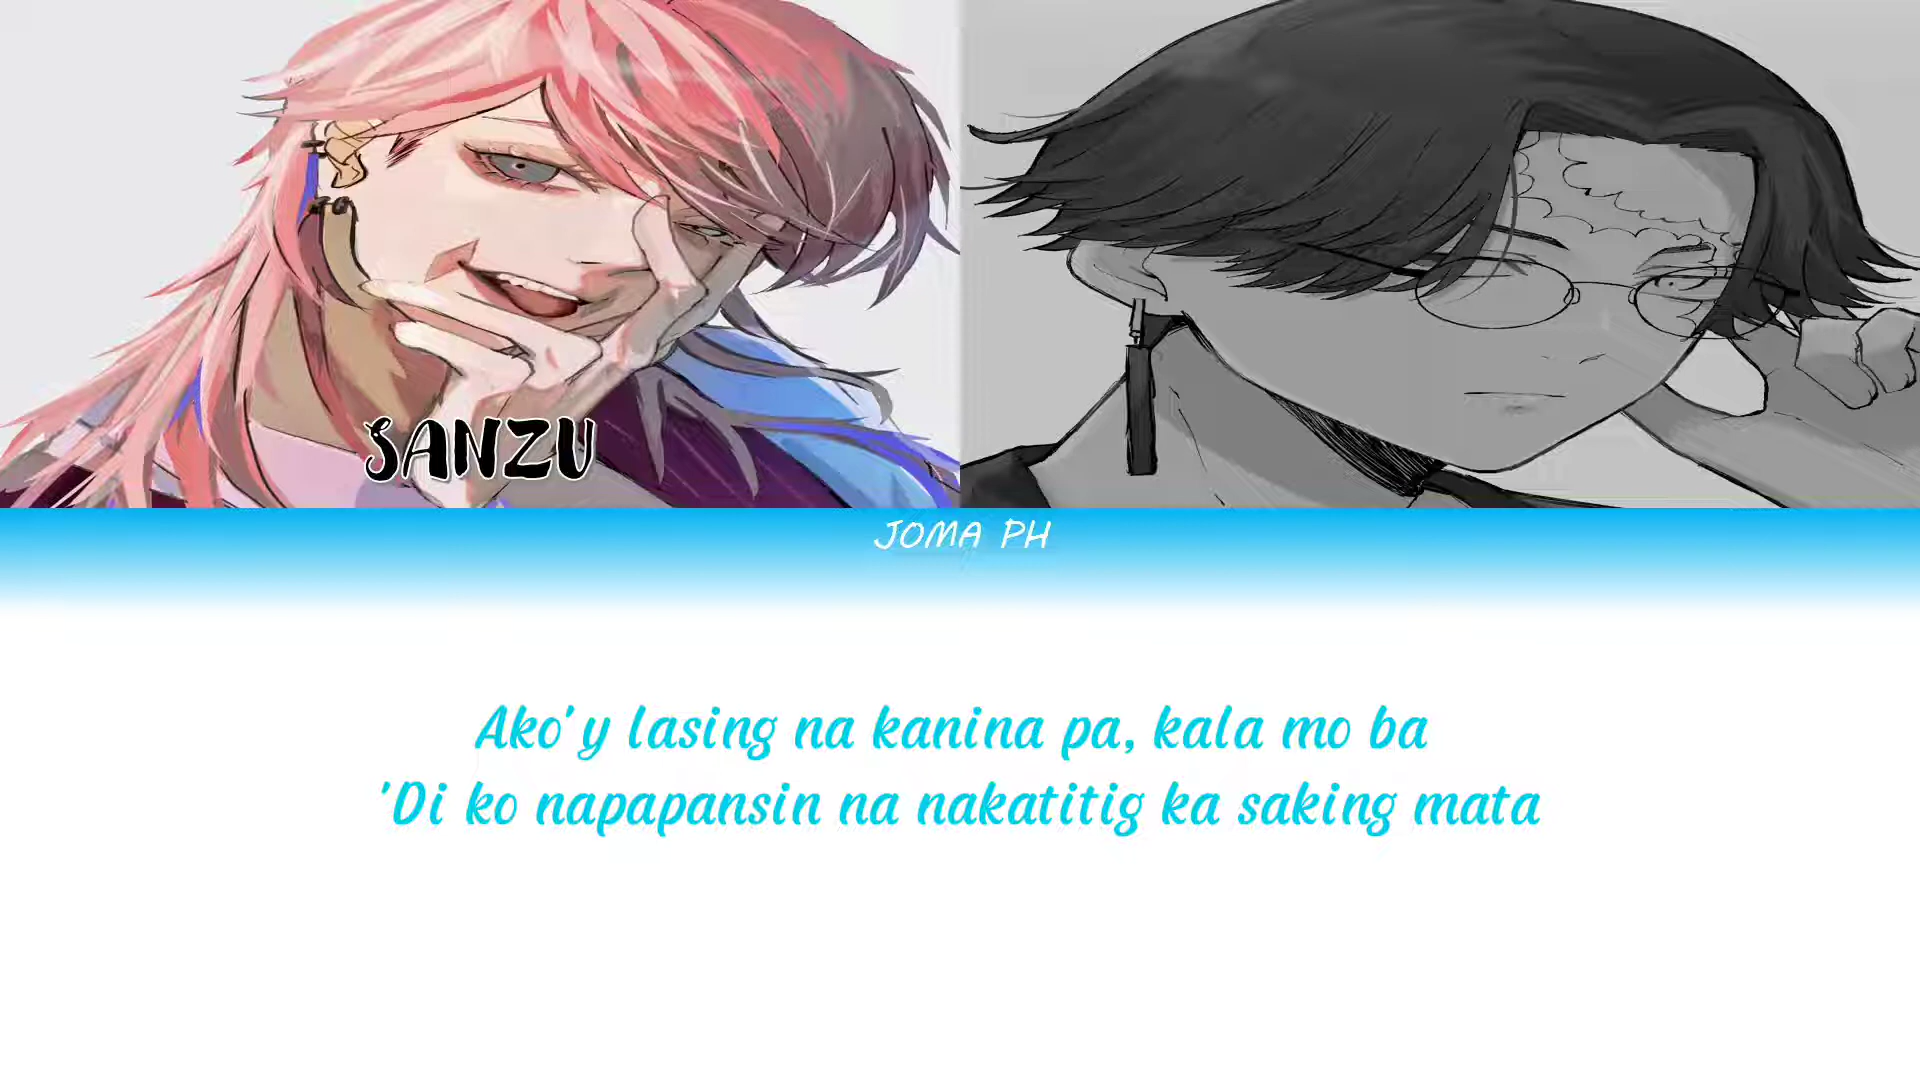 SANZU
JOMA PH
Ako'y lasing na kanina pa, kala mo ba
'Di ko napapansin na nakatitig ka saking mata